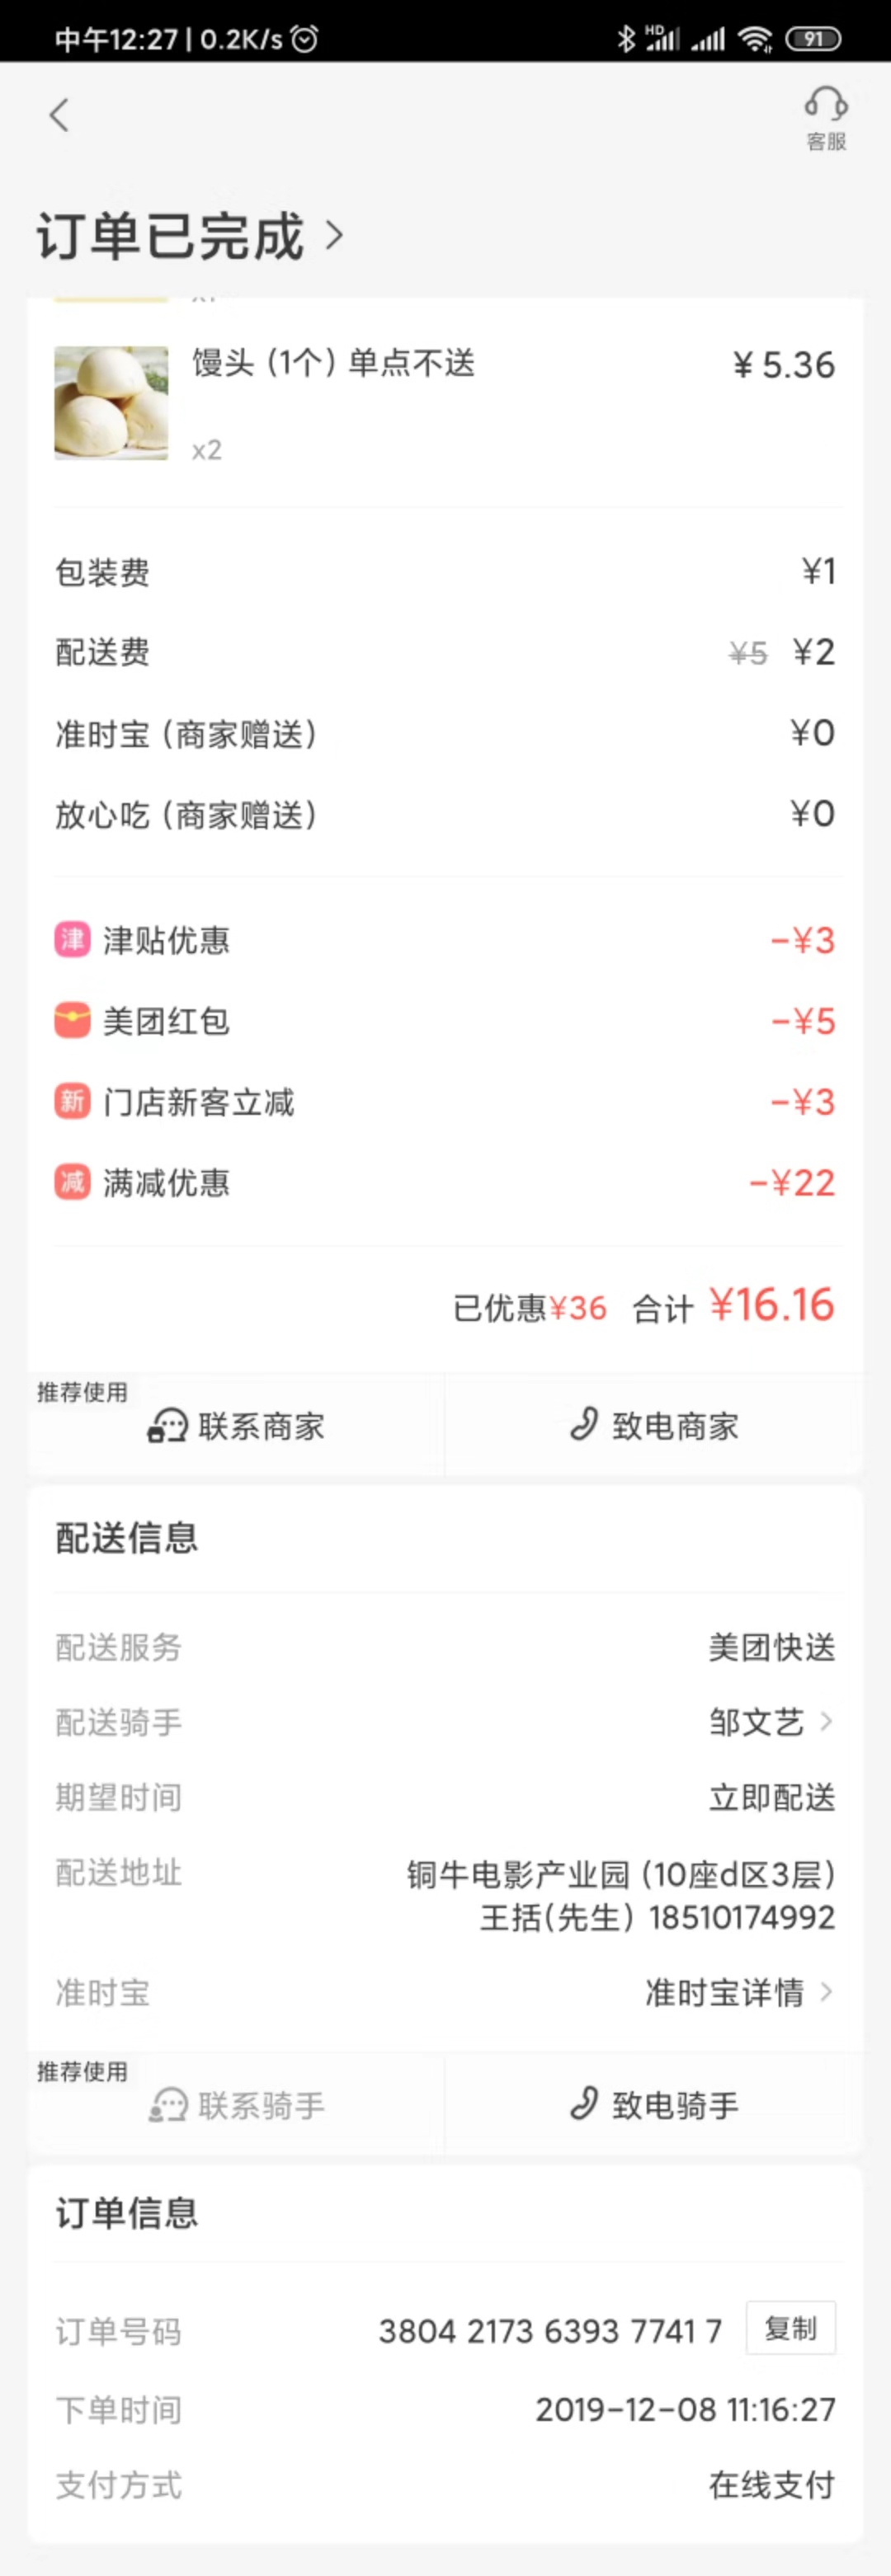 中午12:27 | 0.2K/s
HD
91
客服
订单已完成
馒头 (1个) 单点不送
¥ 5.36
x2
包装费 ¥1
配送费 ¥5 ¥2
准时宝 (商家赠送) ¥0
放心吃 (商家赠送) ¥0
津 津贴优惠 -¥3
美团红包 -¥5
新 门店新客立减 -¥3
减 满减优惠 -¥22
已优惠¥36 合计 ¥16.16
推荐使用
联系商家 致电商家
配送信息
配送服务 美团快送
配送骑手 邹文艺
期望时间 立即配送
配送地址 铜牛电影产业园 (10座d区3层)
王括(先生) 18510174992
准时宝 准时宝详情
推荐使用
联系骑手 致电骑手
订单信息
订单号码 3804 2173 6393 7741 7 复制
下单时间 2019-12-08 11:16:27
支付方式 在线支付